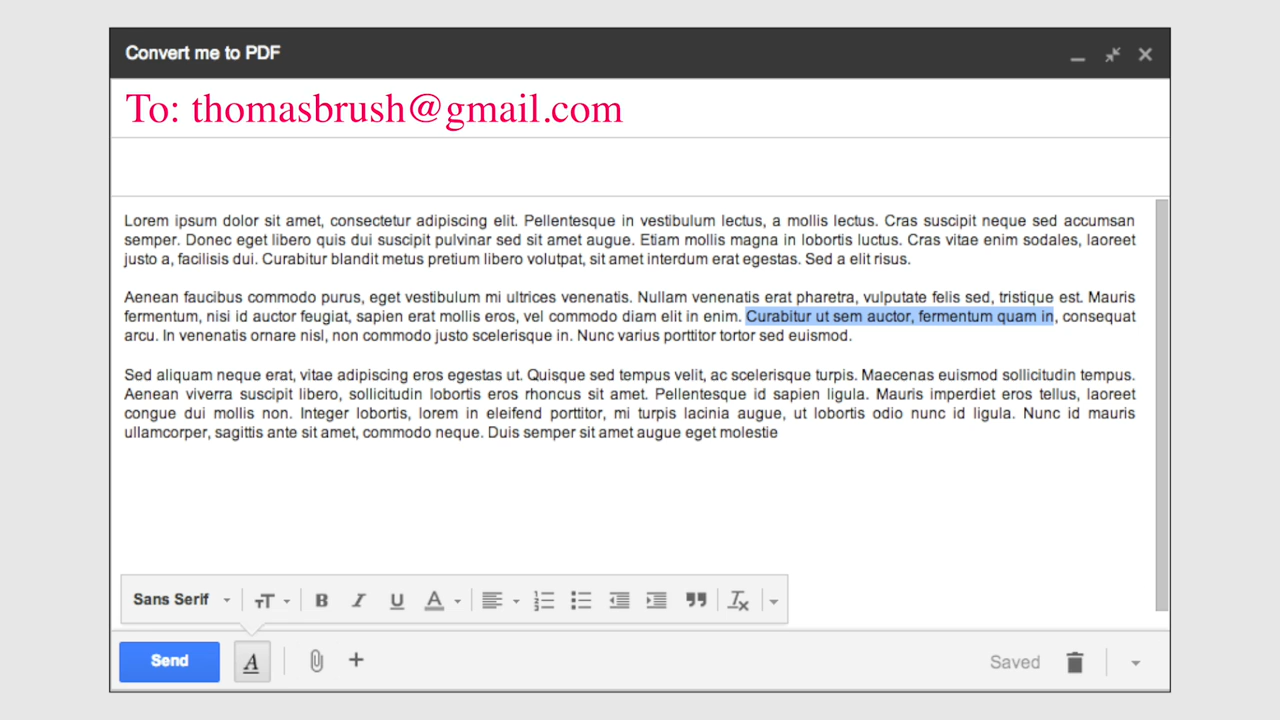 Convert me to PDF
To: thomasbrush@gmail.com
Lorem ipsum dolor sit amet, consectetur adipiscing elit. Pellentesque in vestibulum lectus, a mollis lectus. Cras suscipit neque sed accumsan
semper. Donec eget libero quis dui suscipit pulvinar sed sit amet augue. Etiam mollis magna in lobortis luctus. Cras vitae enim sodales, laoreet
justo a, facilisis dui. Curabitur blandit metus pretium libero volutpat, sit amet interdum erat egestas. Sed a elit risus.
Aenean faucibus commodo purus, eget vestibulum mi ultrices venenatis. Nullam venenatis erat pharetra, vulputate felis sed, tristique est. Mauris
fermentum, nisi id auctor feugiat, sapien erat mollis eros, vel commodo diam elit in enim. Curabitur ut sem auctor, fermentum quam in, consequat
arcu. In venenatis ornare nisl, non commodo justo scelerisque in. Nunc varius porttitor tortor sed euismod.
Sed aliquam neque erat, vitae adipiscing eros egestas ut. Quisque sed tempus velit, ac scelerisque turpis. Maecenas euismod sollicitudin tempus.
Aenean viverra suscipit libero, sollicitudin lobortis eros rhoncus sit amet. Pellentesque id sapien ligula. Mauris imperdiet eros tellus, laoreet
congue dui mollis non. Integer lobortis, lorem in eleifend porttitor, mi turpis lacinia augue, ut lobortis odio nunc id ligula. Nunc id mauris
ullamcorper, sagittis ante sit amet, commodo neque. Duis semper sit amet augue eget molestie
Sans Serif
Send
Saved